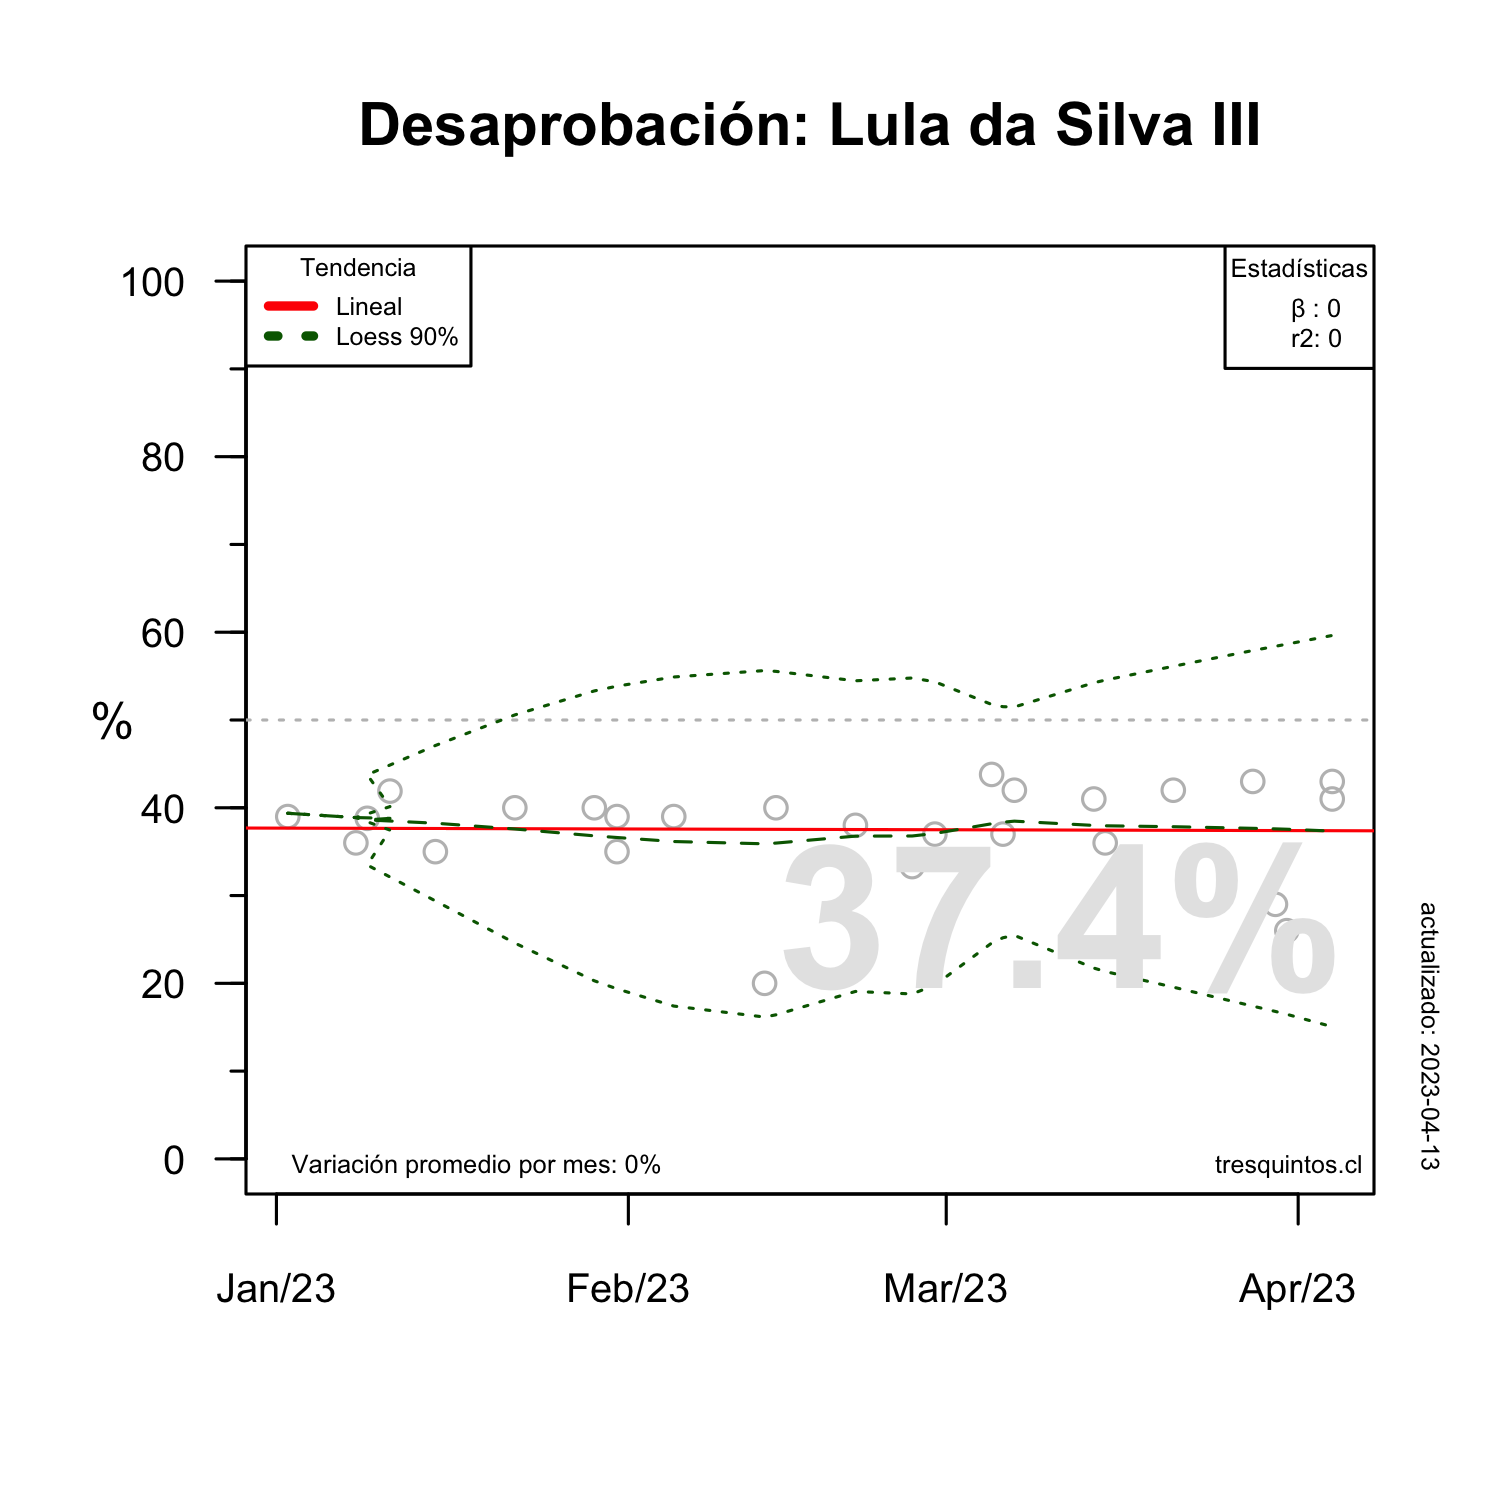 Desaprobación: Lula da Silva III
Tendencia
Lineal
Loess 90%
Estadísticas
β : 0
r2: 0
100
80
60
%
40
20
0
37.4%
Variación promedio por mes: 0%
tresquintos.cl
actualizado: 2023-04-13
Jan/23
Feb/23
Mar/23
Apr/23